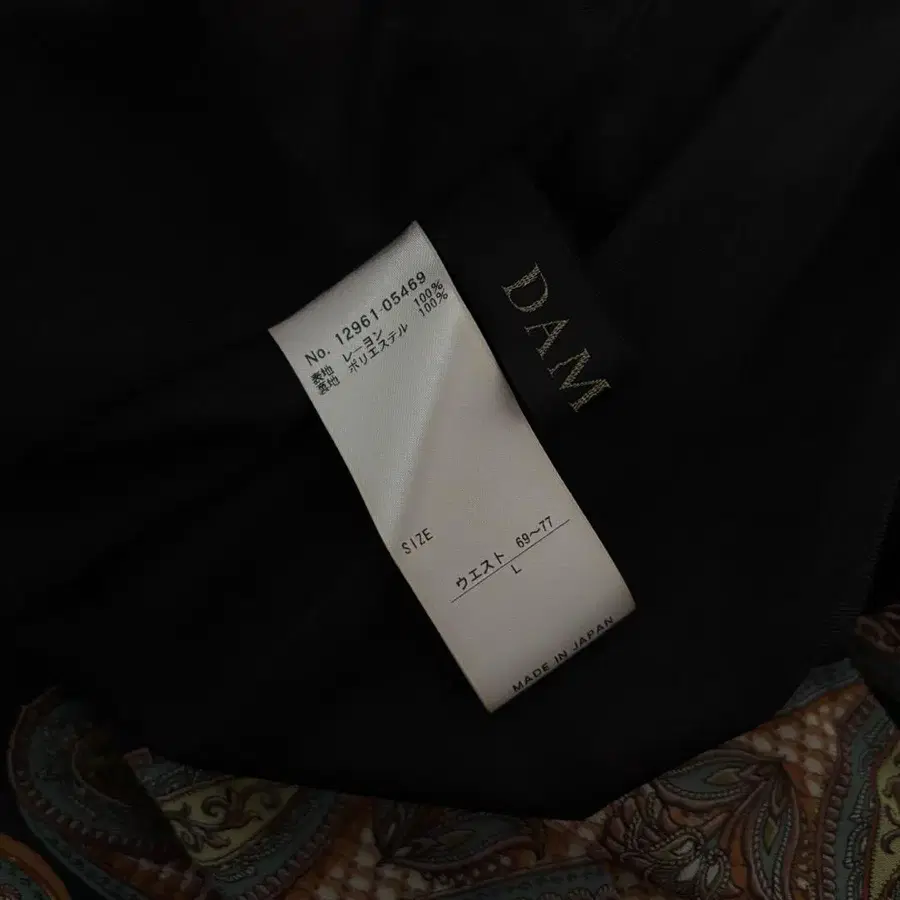 No. 12961-05469
表地 レーヨン 100%
裏地 ポリエステル 100%
SIZE
ウエスト 69～77
L
MADE IN JAPAN
DAM